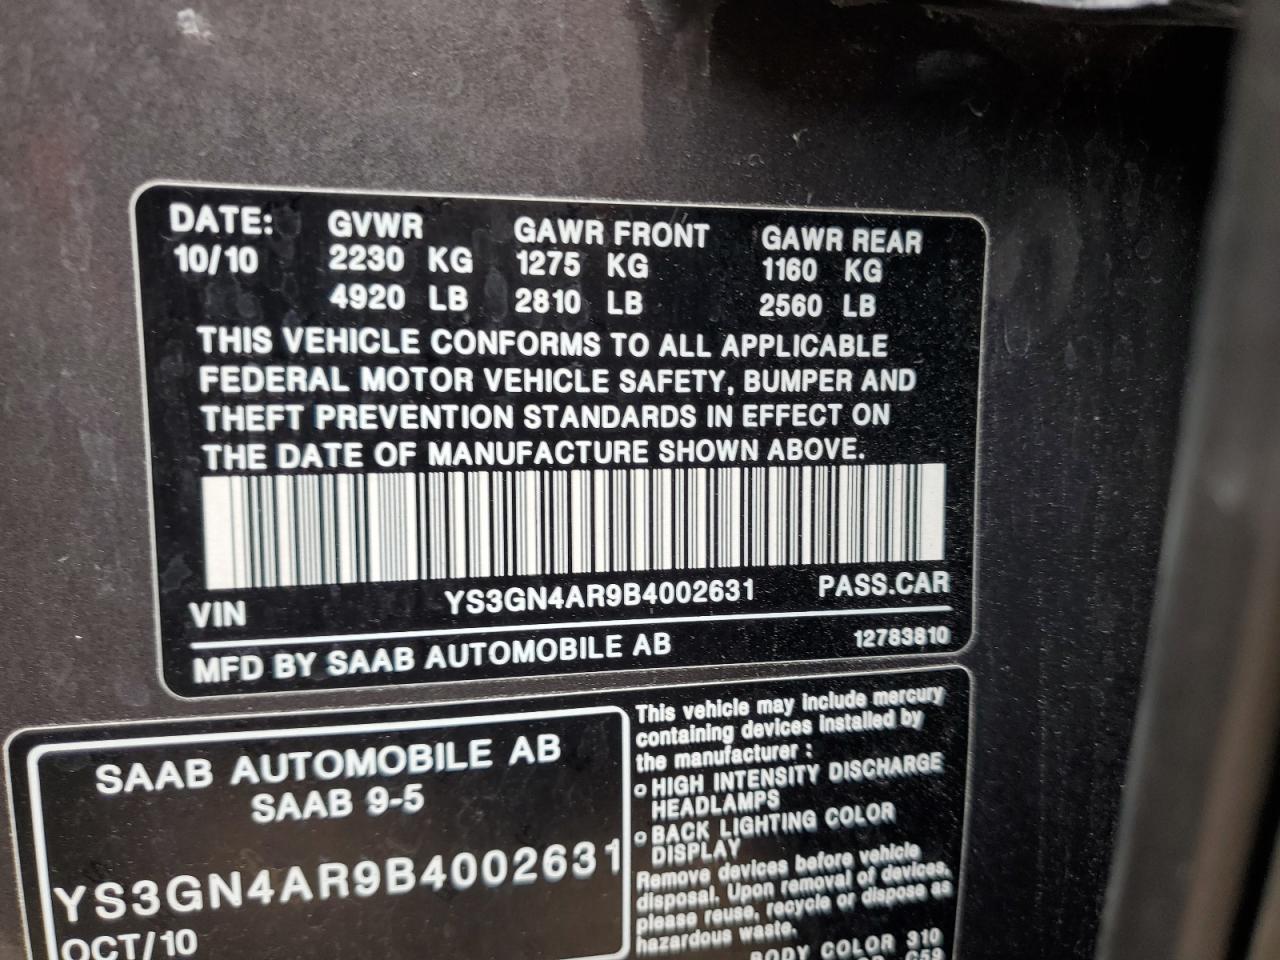 DATE: GVWR GAWR FRONT GAWR REAR
10/10 2230 KG 1275 KG 1160 KG
4920 LB 2810 LB 2560 LB
THIS VEHICLE CONFORMS TO ALL APPLICABLE
FEDERAL MOTOR VEHICLE SAFETY, BUMPER AND
THEFT PREVENTION STANDARDS IN EFFECT ON
THE DATE OF MANUFACTURE SHOWN ABOVE.
VIN YS3GN4AR9B4002631 PASS.CAR
MFD BY SAAB AUTOMOBILE AB 12783810
SAAB AUTOMOBILE AB
SAAB 9-5
YS3GN4AR9B4002631
OCT/10
This vehicle may include mercury
containing devices installed by
the manufacturer :
o HIGH INTENSITY DISCHARGE
HEADLAMPS
o BACK LIGHTING COLOR
DISPLAY
Remove devices before vehicle
disposal. Upon removal of devices,
please reuse, recycle or dispose as
hazardous waste.
BODY COLOR 310